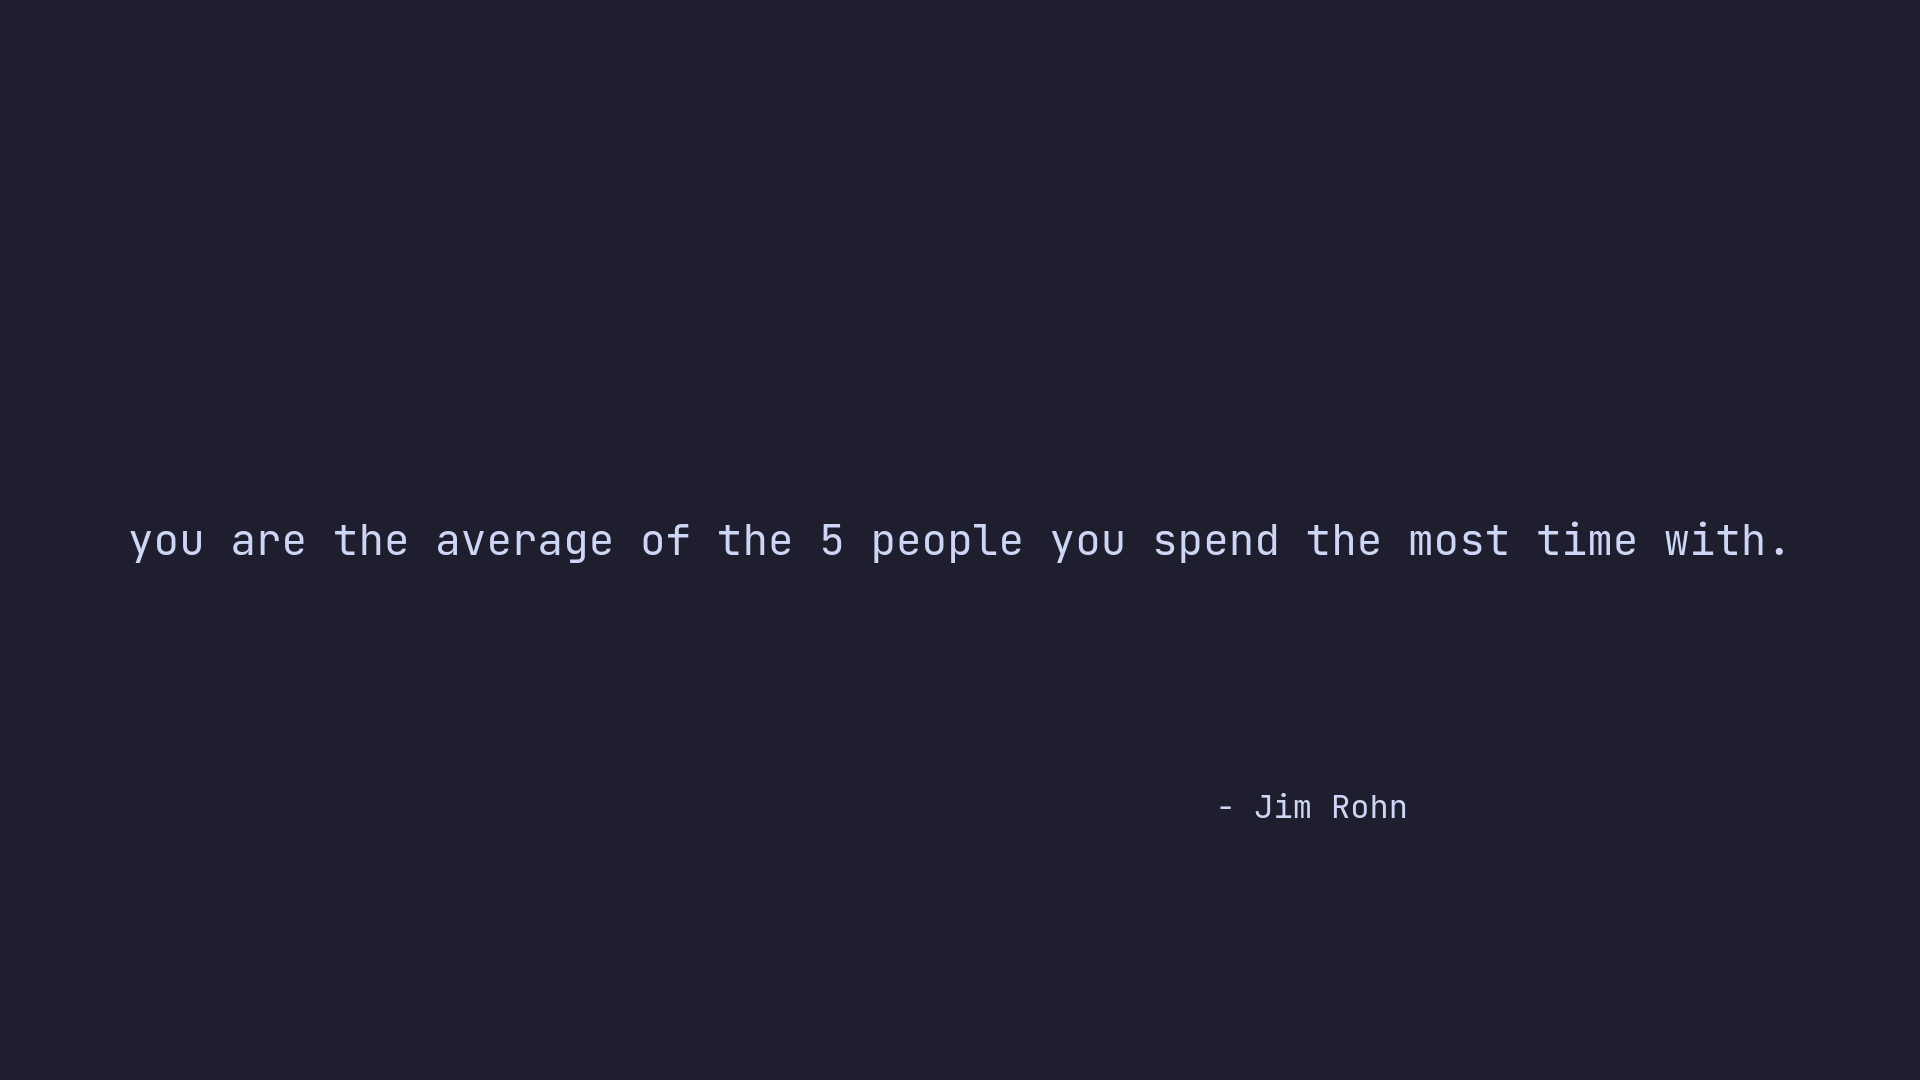 you are the average of the 5 people you spend the most time with.
- Jim Rohn